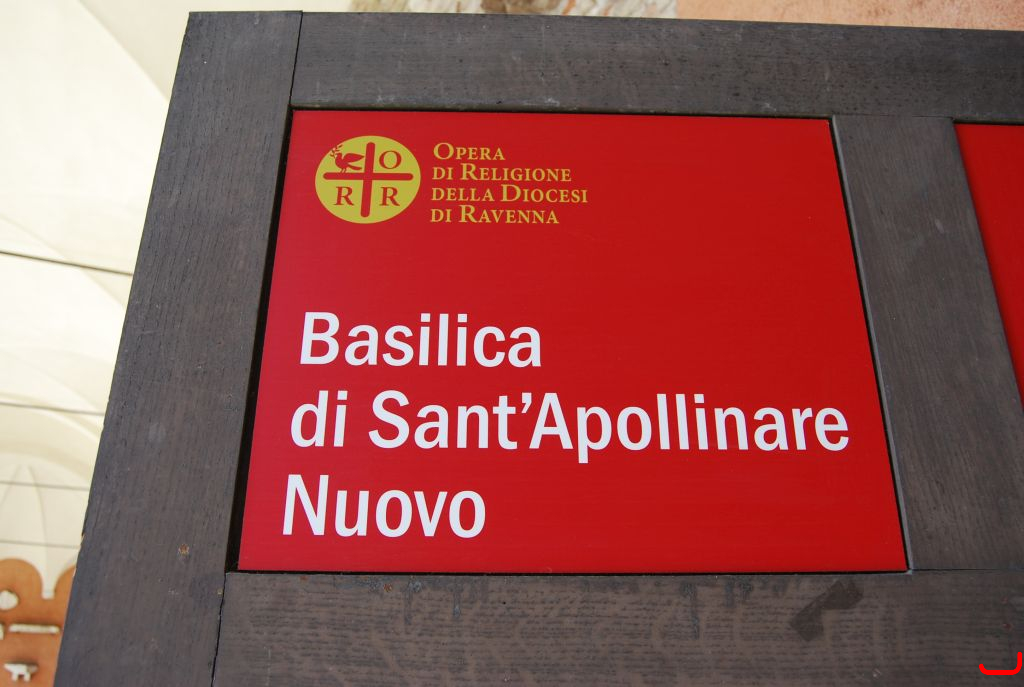 O
R R
Opera
di Religione
della Diocesi
di Ravenna
Basilica
di Sant’Apollinare
Nuovo